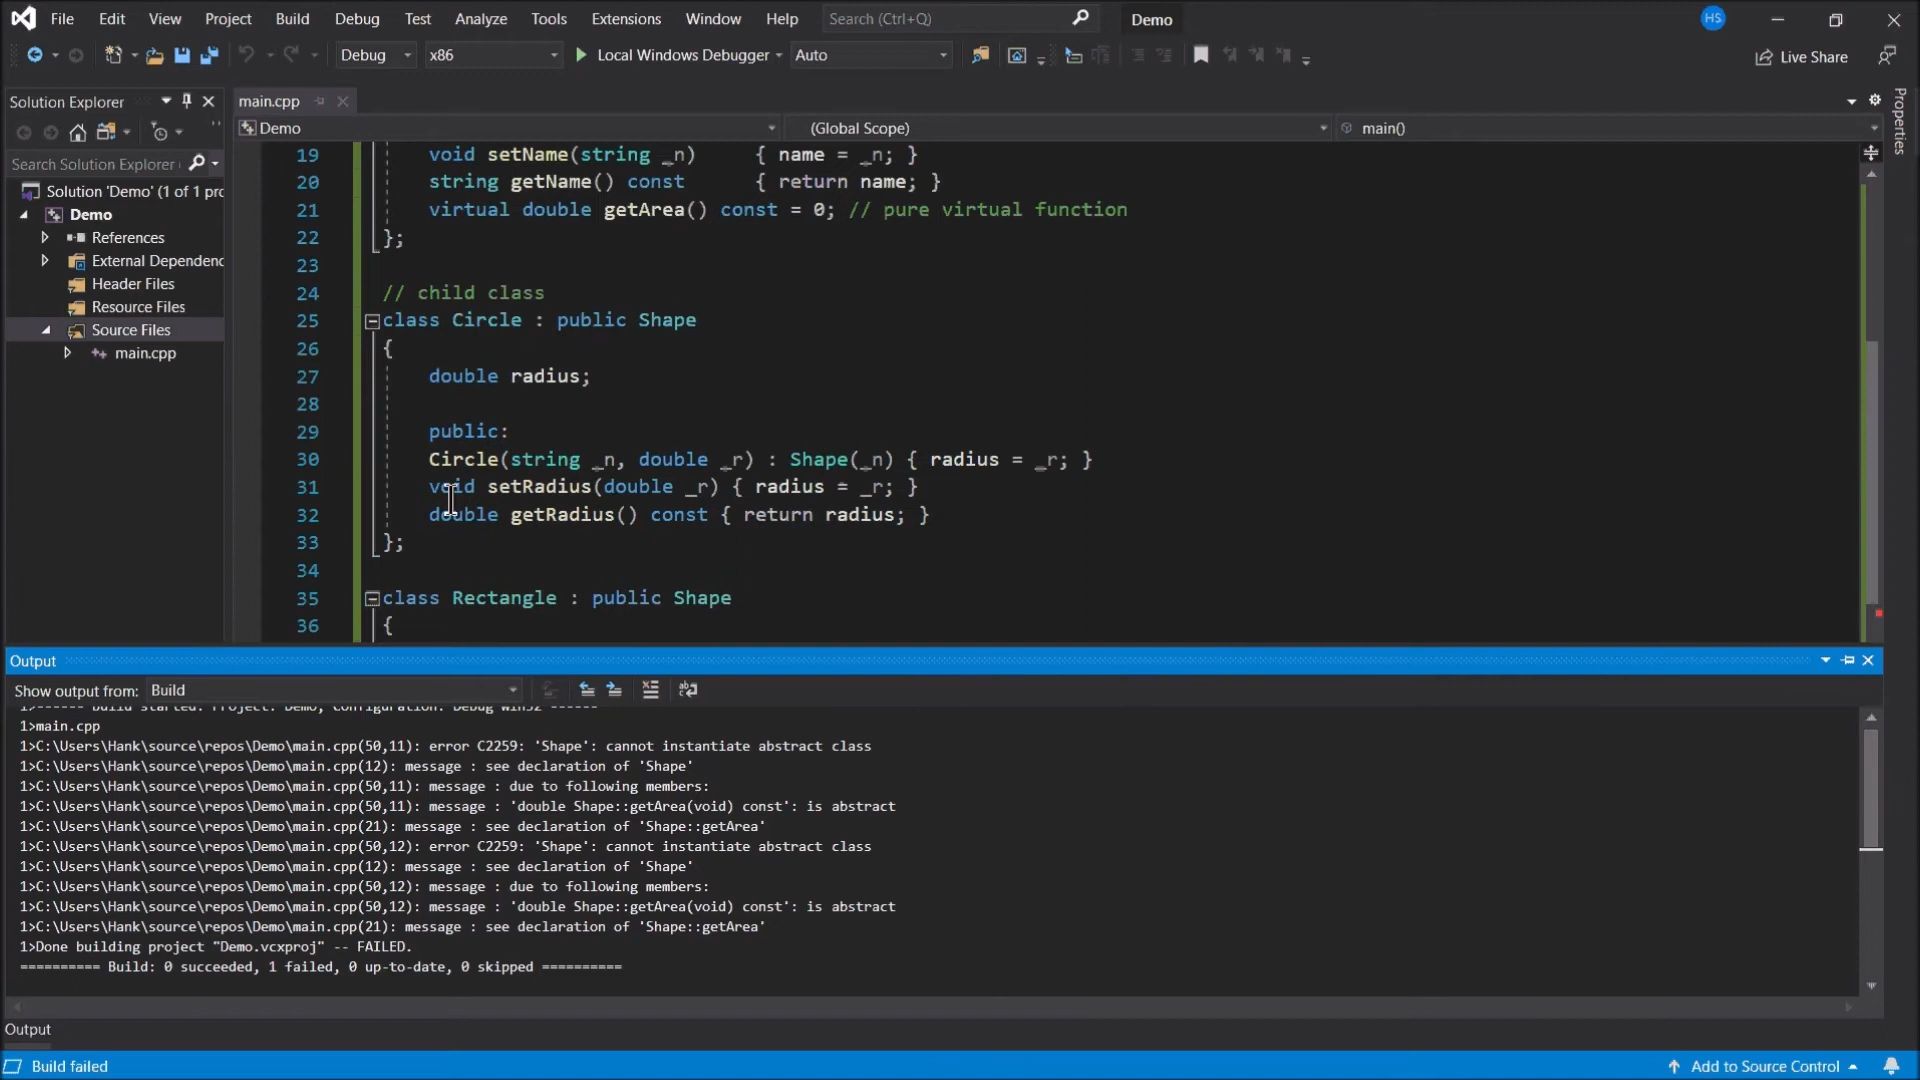 File Edit View Project Build Debug Test Analyze Tools Extensions Window Help Search (Ctrl+Q) Demo HS
Debug x86 Local Windows Debugger Auto Live Share
Solution Explorer
main.cpp
Properties
Demo (Global Scope) main()
Search Solution Explorer
Solution 'Demo' (1 of 1 pro
Demo
References
External Dependenc
Header Files
Resource Files
Source Files
main.cpp
19 void setName(string _n) { name = _n; }
20 string getName() const { return name; }
21 virtual double getArea() const = 0; // pure virtual function
22 };
23
24 // child class
25 class Circle : public Shape
26 {
27 double radius;
28
29 public:
30 Circle(string _n, double _r) : Shape(_n) { radius = _r; }
31 void setRadius(double _r) { radius = _r; }
32 double getRadius() const { return radius; }
33 };
34
35 class Rectangle : public Shape
36 {
Output
Show output from: Build
1>------ Build started: Project: Demo, Configuration: Debug Win32 ------
1>main.cpp
1>C:\Users\Hank\source\repos\Demo\main.cpp(50,11): error C2259: 'Shape': cannot instantiate abstract class
1>C:\Users\Hank\source\repos\Demo\main.cpp(12): message : see declaration of 'Shape'
1>C:\Users\Hank\source\repos\Demo\main.cpp(50,11): message : due to following members:
1>C:\Users\Hank\source\repos\Demo\main.cpp(50,11): message : 'double Shape::getArea(void) const': is abstract
1>C:\Users\Hank\source\repos\Demo\main.cpp(21): message : see declaration of 'Shape::getArea'
1>C:\Users\Hank\source\repos\Demo\main.cpp(50,12): error C2259: 'Shape': cannot instantiate abstract class
1>C:\Users\Hank\source\repos\Demo\main.cpp(12): message : see declaration of 'Shape'
1>C:\Users\Hank\source\repos\Demo\main.cpp(50,12): message : due to following members:
1>C:\Users\Hank\source\repos\Demo\main.cpp(50,12): message : 'double Shape::getArea(void) const': is abstract
1>C:\Users\Hank\source\repos\Demo\main.cpp(21): message : see declaration of 'Shape::getArea'
1>Done building project "Demo.vcxproj" -- FAILED.
========== Build: 0 succeeded, 1 failed, 0 up-to-date, 0 skipped ==========
Output
Build failed Add to Source Control